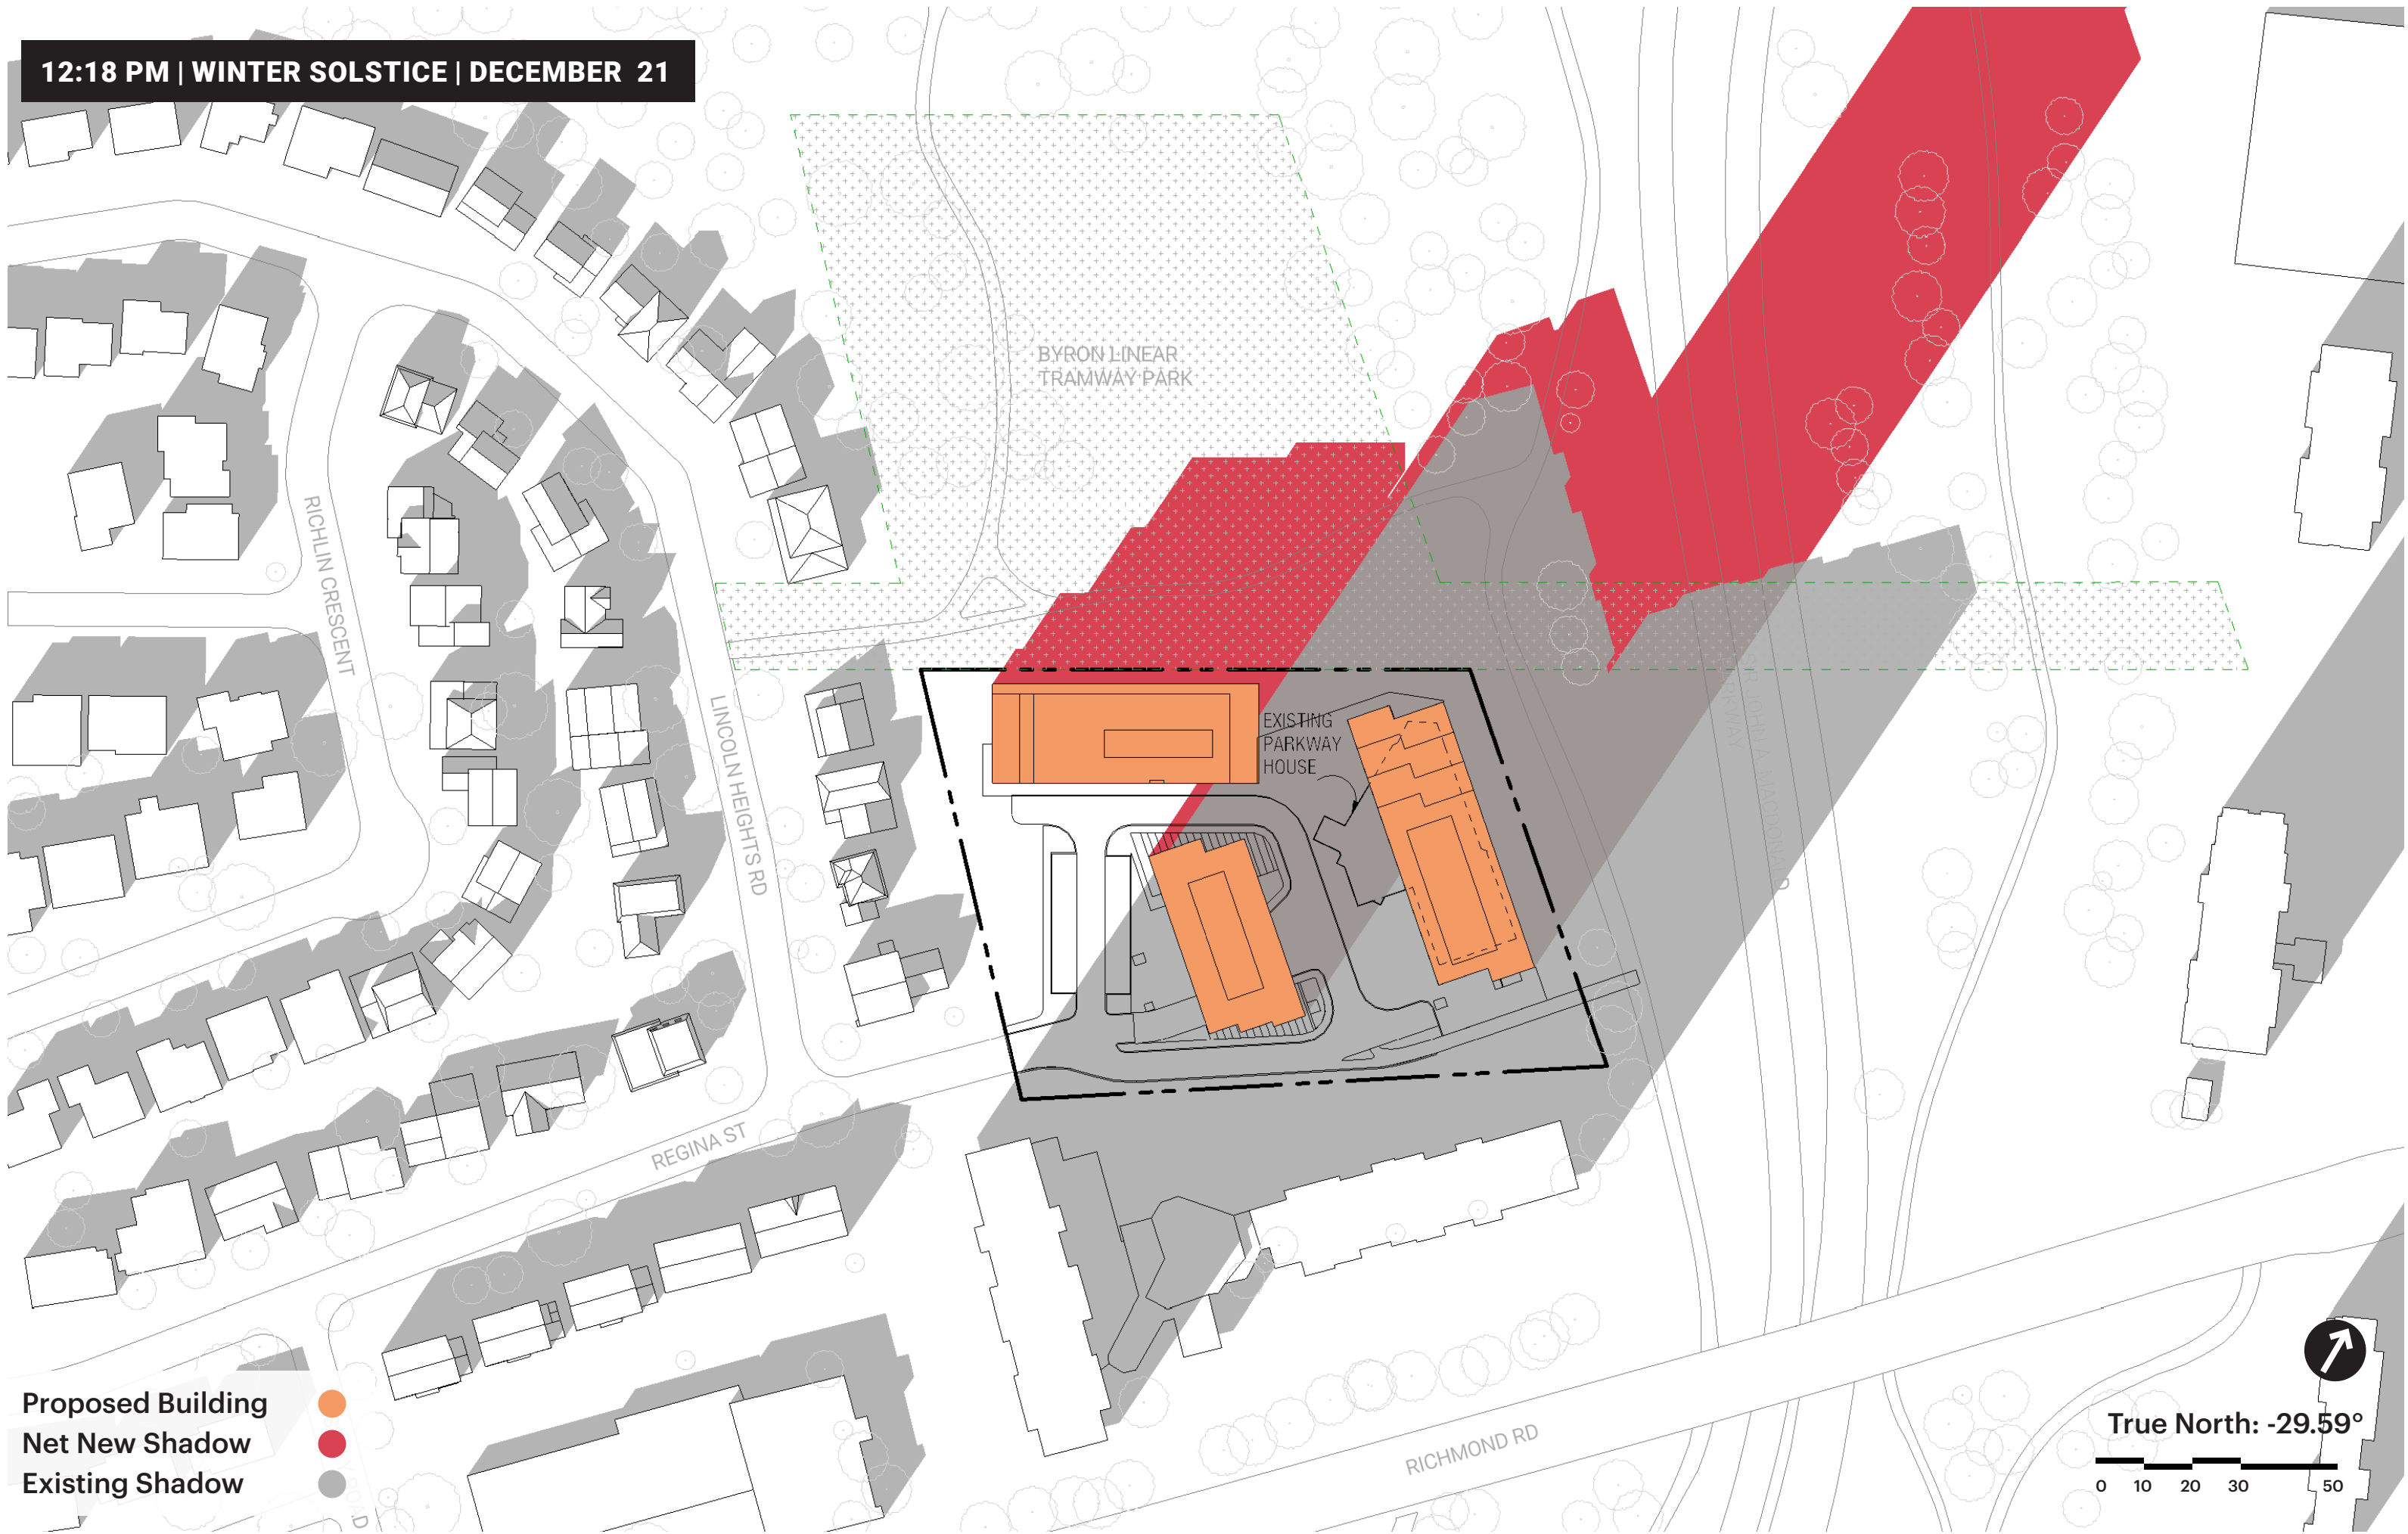 12:18 PM | WINTER SOLSTICE | DECEMBER 21
BYRON LINEAR
TRAMWAY PARK
RICHLIN CRESCENT
LINCOLN HEIGHTS RD
EXISTING
PARKWAY
HOUSE
REGINA ST
RICHMOND RD
Proposed Building
Net New Shadow
Existing Shadow
True North: -29.59°
0 10 20 30 50